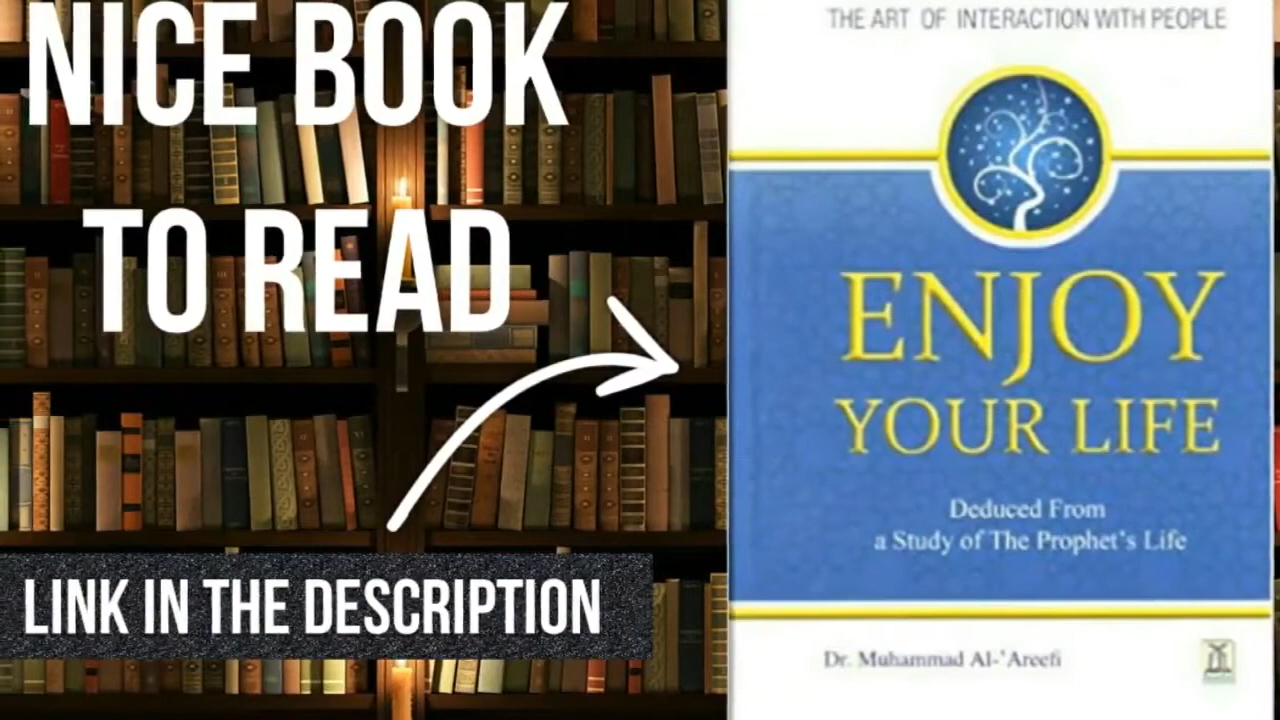 NICE BOOK
TO READ
LINK IN THE DESCRIPTION
THE ART OF INTERACTION WITH PEOPLE
ENJOY
YOUR LIFE
Deduced From
a Study of The Prophet's Life
Dr. Muhammad Al-'Areefi